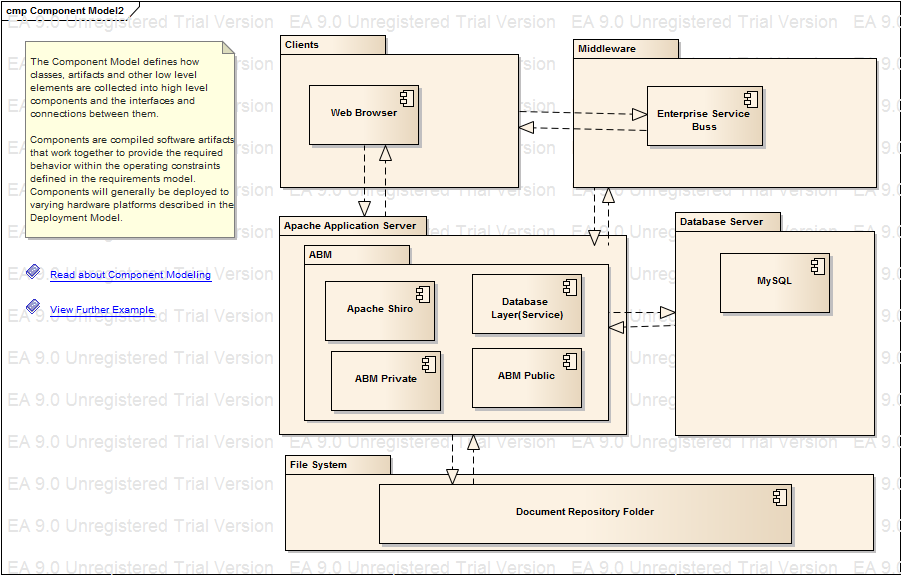 cmp Component Model2
EA 9.0 Unregistered Trial Version
The Component Model defines how
classes, artifacts and other low level
elements are collected into high level
components and the interfaces and
connections between them.
Components are compiled software artifacts
that work together to provide the required
behavior within the operating constraints
defined in the requirements model.
Components will generally be deployed to
varying hardware platforms described in the
Deployment Model.
Read about Component Modeling
View Further Example
Clients
Web Browser
Middleware
Enterprise Service
Buss
Apache Application Server
ABM
Apache Shiro
Database
Layer(Service)
ABM Private
ABM Public
Database Server
MySQL
File System
Document Repository Folder